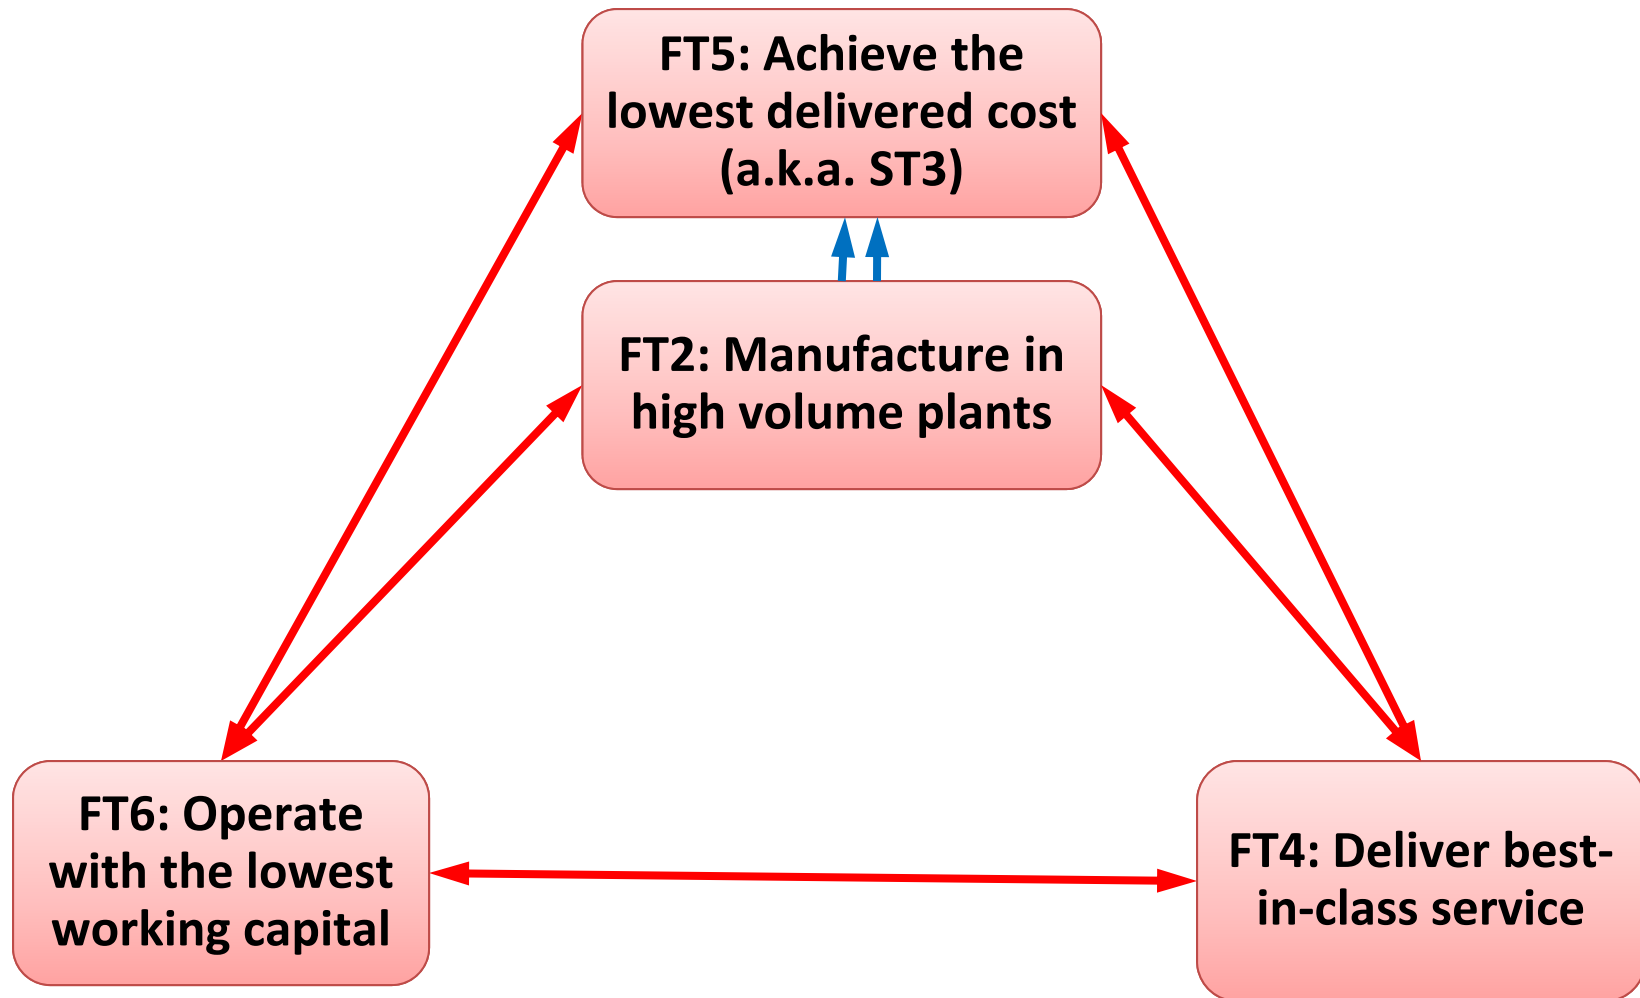 FT5: Achieve the
lowest delivered cost
(a.k.a. ST3)
FT2: Manufacture in
high volume plants
FT6: Operate
with the lowest
working capital
FT4: Deliver best-
in-class service